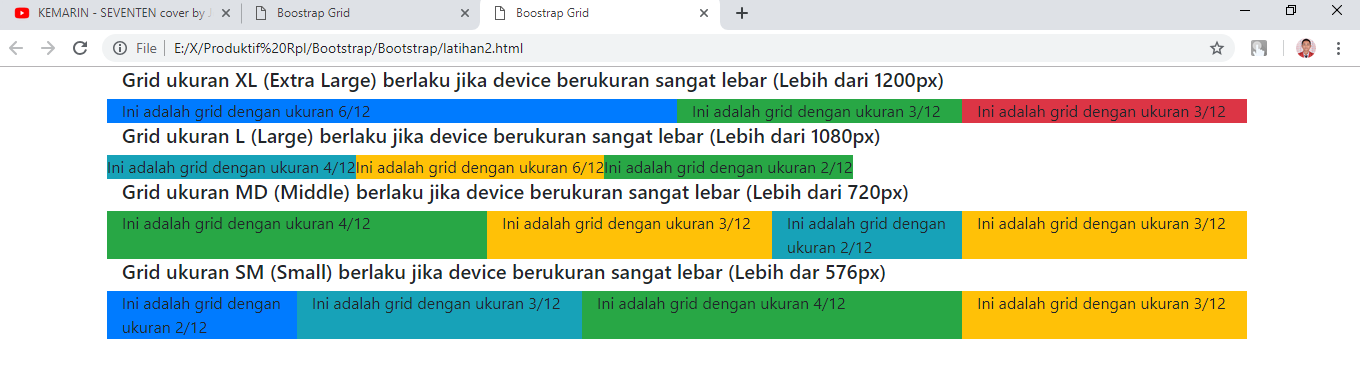 KEMARIN - SEVENTEN cover by
Boostrap Grid
Boostrap Grid
File
E:/X/Produktif%20Rpl/Bootstrap/Bootstrap/latihan2.html
Grid ukuran XL (Extra Large) berlaku jika device berukuran sangat lebar (Lebih dari 1200px)
Ini adalah grid dengan ukuran 6/12
Ini adalah grid dengan ukuran 3/12
Ini adalah grid dengan ukuran 3/12
Grid ukuran L (Large) berlaku jika device berukuran sangat lebar (Lebih dari 1080px)
Ini adalah grid dengan ukuran 4/12
Ini adalah grid dengan ukuran 6/12
Ini adalah grid dengan ukuran 2/12
Grid ukuran MD (Middle) berlaku jika device berukuran sangat lebar (Lebih dari 720px)
Ini adalah grid dengan ukuran 4/12
Ini adalah grid dengan ukuran 3/12
Ini adalah grid dengan
ukuran 2/12
Ini adalah grid dengan ukuran 3/12
Grid ukuran SM (Small) berlaku jika device berukuran sangat lebar (Lebih dar 576px)
Ini adalah grid dengan
ukuran 2/12
Ini adalah grid dengan ukuran 3/12
Ini adalah grid dengan ukuran 4/12
Ini adalah grid dengan ukuran 3/12